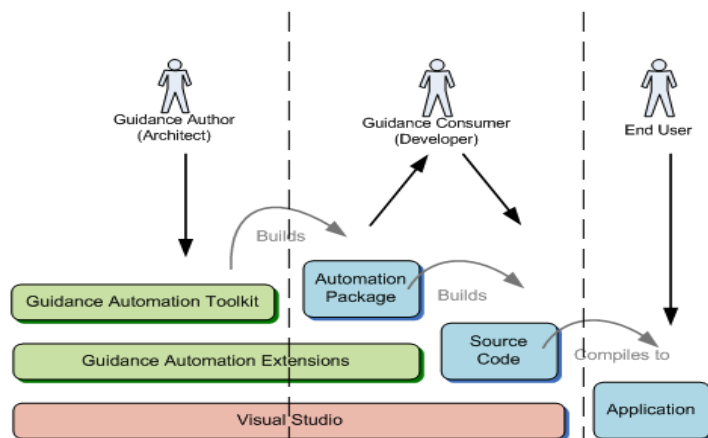 Guidance Author
(Architect)
Guidance Consumer
(Developer)
End User
Builds
Automation
Package
Builds
Guidance Automation Toolkit
Source
Code
Compiles to
Guidance Automation Extensions
Application
Visual Studio